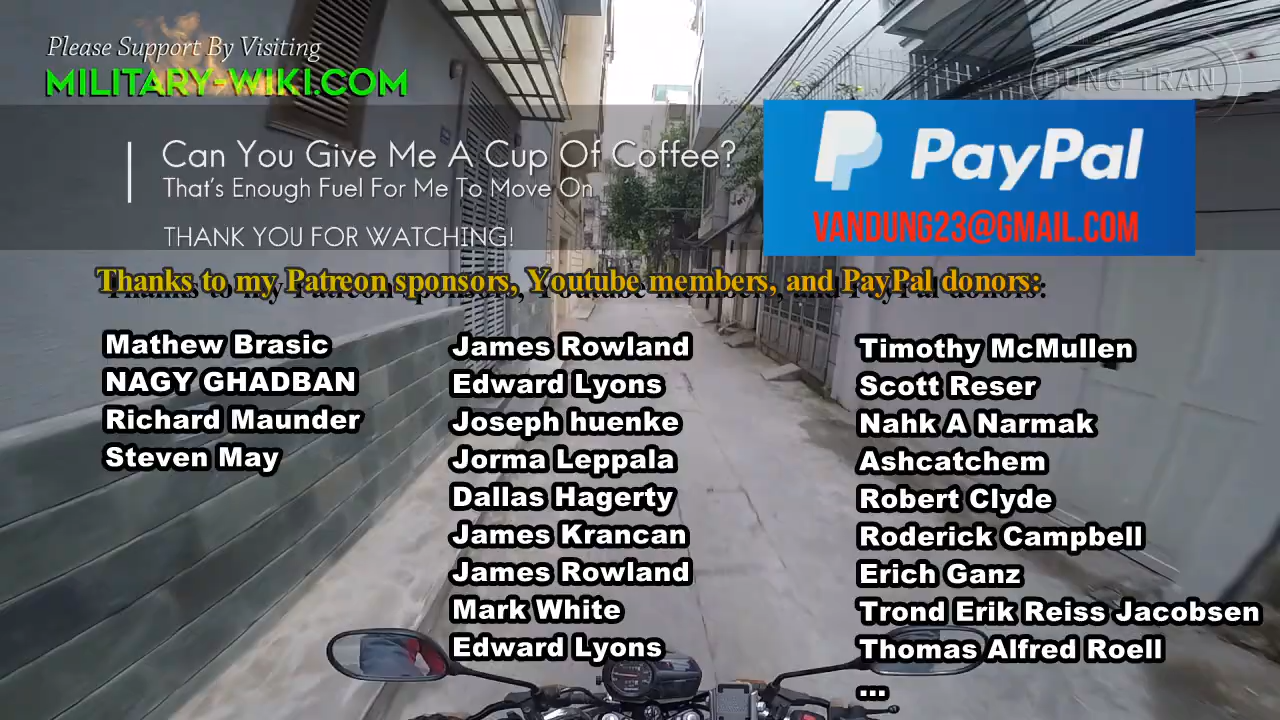 Please Support By Visiting
MILITARY-WIKI.COM
DUNG TRAN
Can You Give Me A Cup Of Coffee?
That's Enough Fuel For Me To Move On
THANK YOU FOR WATCHING!
PayPal
VANDUNG23@GMAIL.COM
Thanks to my Patreon sponsors, Youtube members, and PayPal donors:
Mathew Brasic
NAGY GHADBAN
Richard Maunder
Steven May
James Rowland
Edward Lyons
Joseph huenke
Jorma Leppala
Dallas Hagerty
James Krancan
James Rowland
Mark White
Edward Lyons
Timothy McMullen
Scott Reser
Nahk A Narmak
Ashcatchem
Robert Clyde
Roderick Campbell
Erich Ganz
Trond Erik Reiss Jacobsen
Thomas Alfred Roell
...